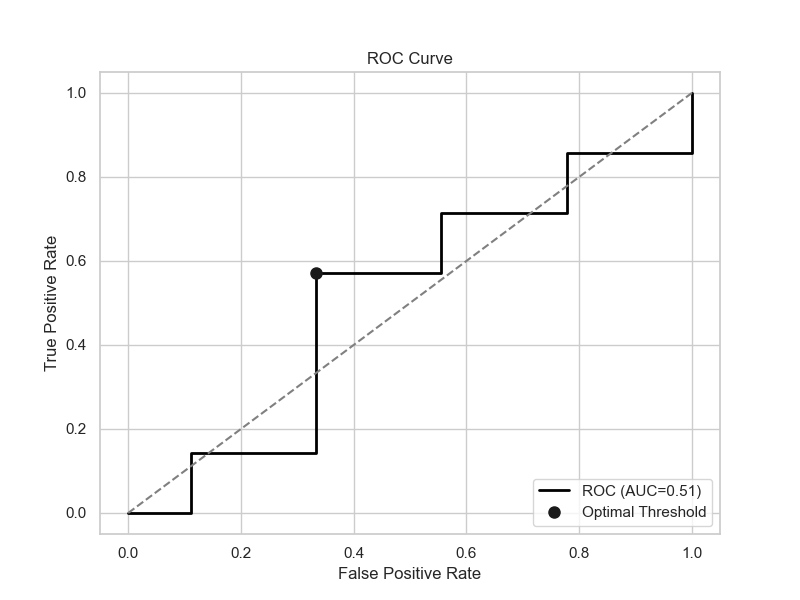 ROC Curve
True Positive Rate
1.0
0.8
0.6
0.4
0.2
0.0
0.0 0.2 0.4 0.6 0.8 1.0
False Positive Rate
ROC (AUC=0.51)
Optimal Threshold